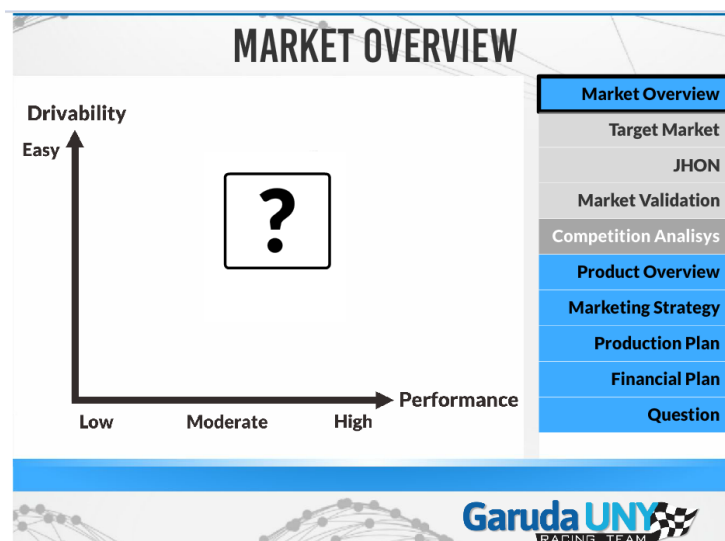 MARKET OVERVIEW
Drivability
Easy
?
Performance
Low Moderate High
Market Overview
Target Market
JHON
Market Validation
Competition Analisys
Product Overview
Marketing Strategy
Production Plan
Financial Plan
Question
Garuda UNY
RACING TEAM